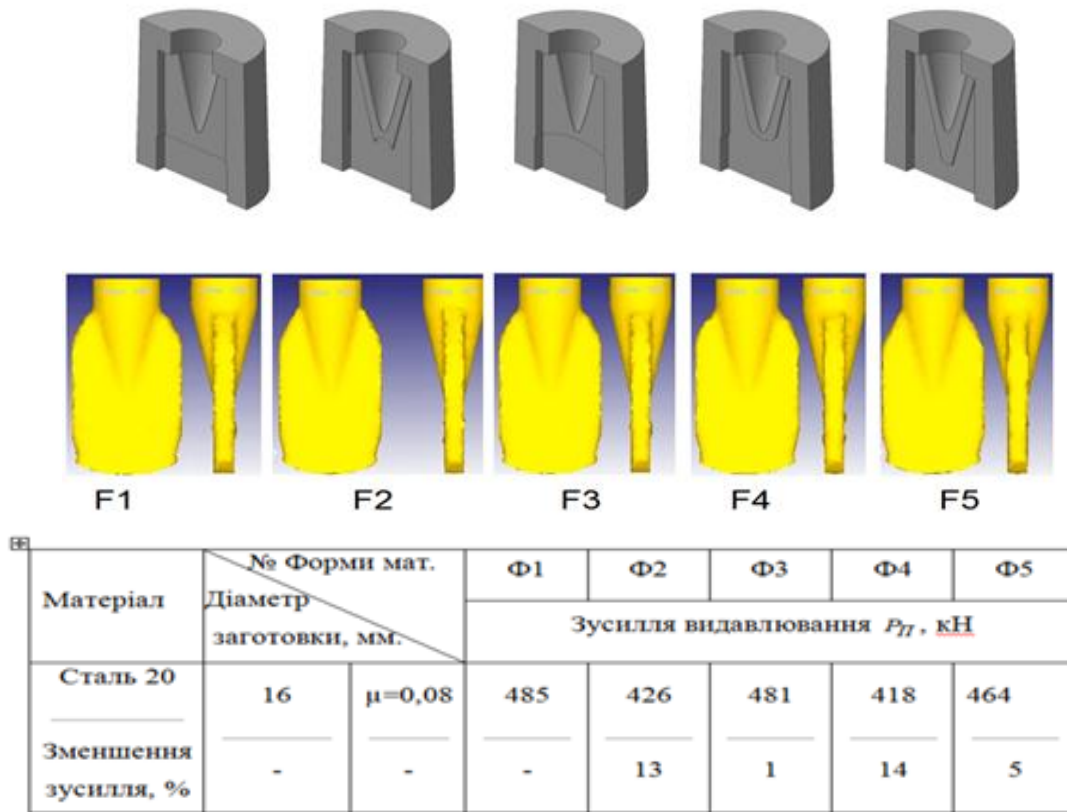 F1 F2 F3 F4 F5
Матеріал
№ Форми мат.
Діаметр
заготовки, мм.
Ф1 Ф2 Ф3 Ф4 Ф5
Зусилля видавлювання P_П, кН
Сталь 20
16 μ=0,08 485 426 481 418 464
Зменшення
зусилля, %
- - - 13 1 14 5